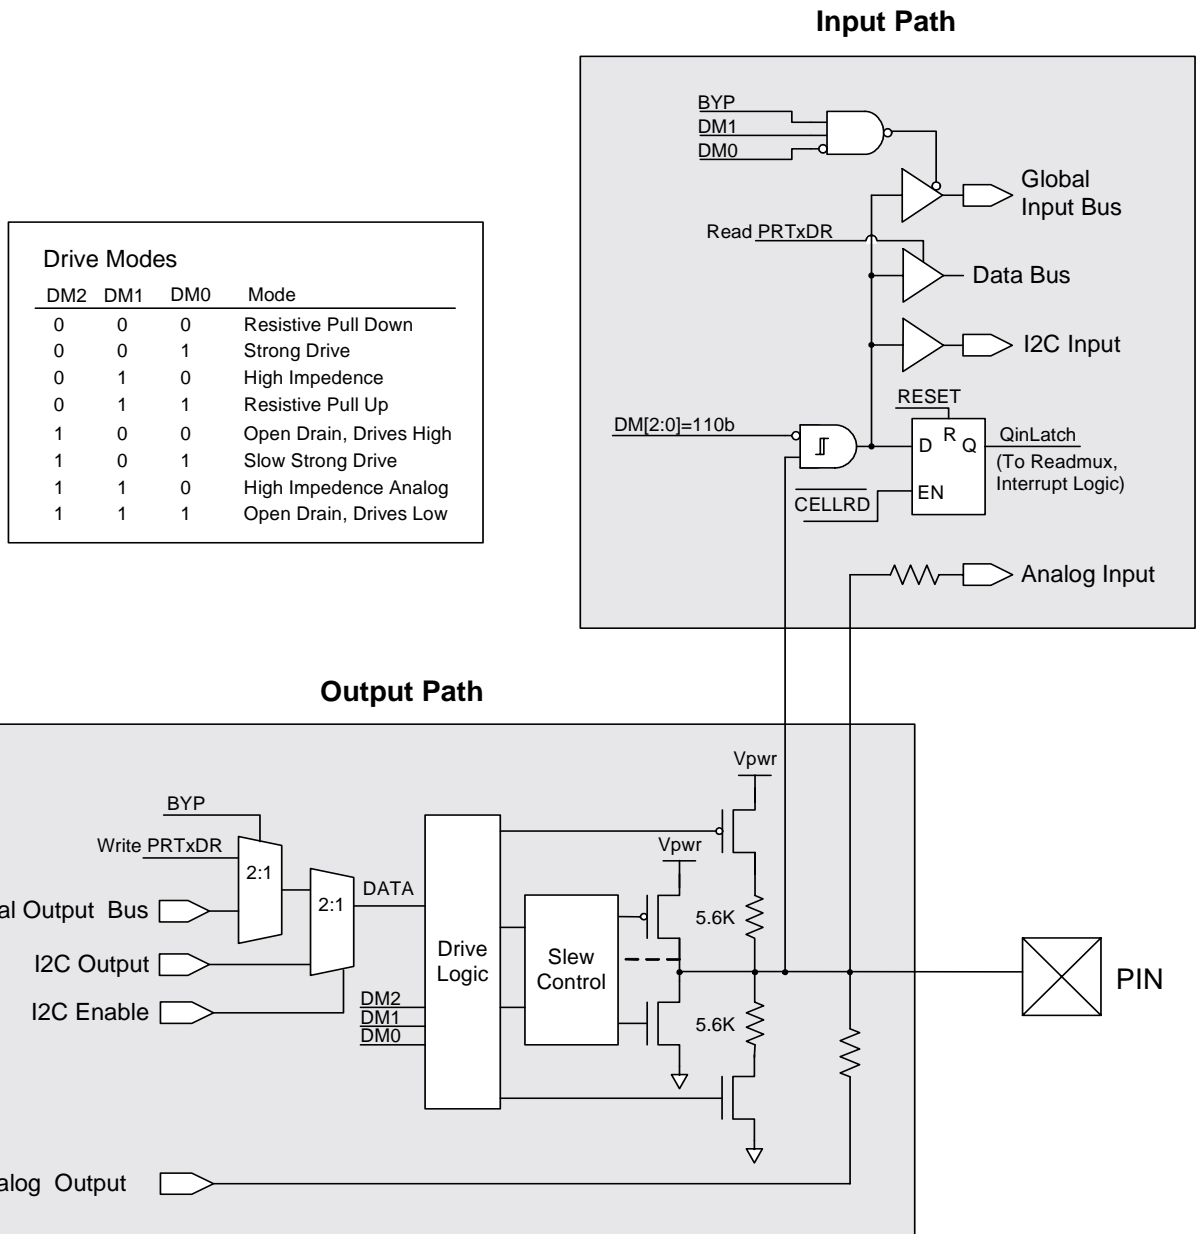 Input Path
BYP
DM1
DM0
Global
Input Bus
Read PRTxDR
Data Bus
I2C Input
RESET
DM[2:0]=110b
D R Q
EN
QinLatch
(To Readmux,
Interrupt Logic)
CELLRD
Analog Input
Drive Modes
DM2 DM1 DM0 Mode
0 0 0 Resistive Pull Down
0 0 1 Strong Drive
0 1 0 High Impedence
0 1 1 Resistive Pull Up
1 0 0 Open Drain, Drives High
1 0 1 Slow Strong Drive
1 1 0 High Impedence Analog
1 1 1 Open Drain, Drives Low
Output Path
BYP
Write PRTxDR
2:1
al Output Bus
I2C Output
I2C Enable
2:1
DATA
DM2
DM1
DM0
Drive
Logic
Slew
Control
Vpwr
Vpwr
5.6K
5.6K
PIN
alog Output